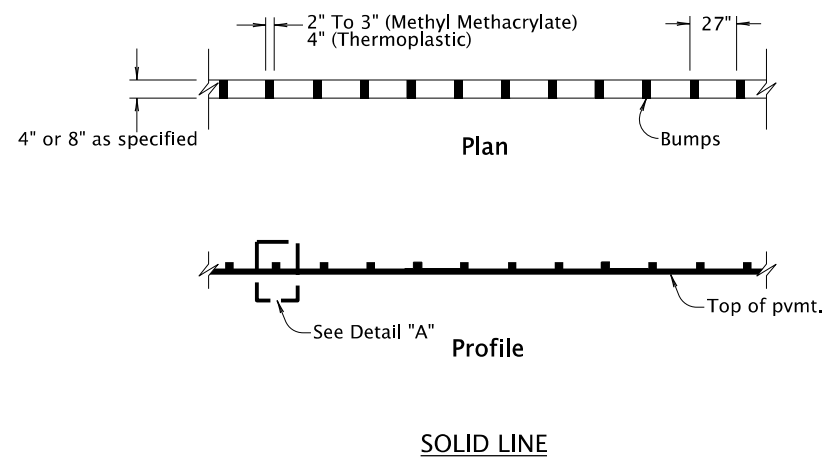 2" To 3" (Methyl Methacrylate)
4" (Thermoplastic)
27"
4" or 8" as specified
Plan
Bumps
See Detail "A"
Top of pvmt.
Profile
SOLID LINE